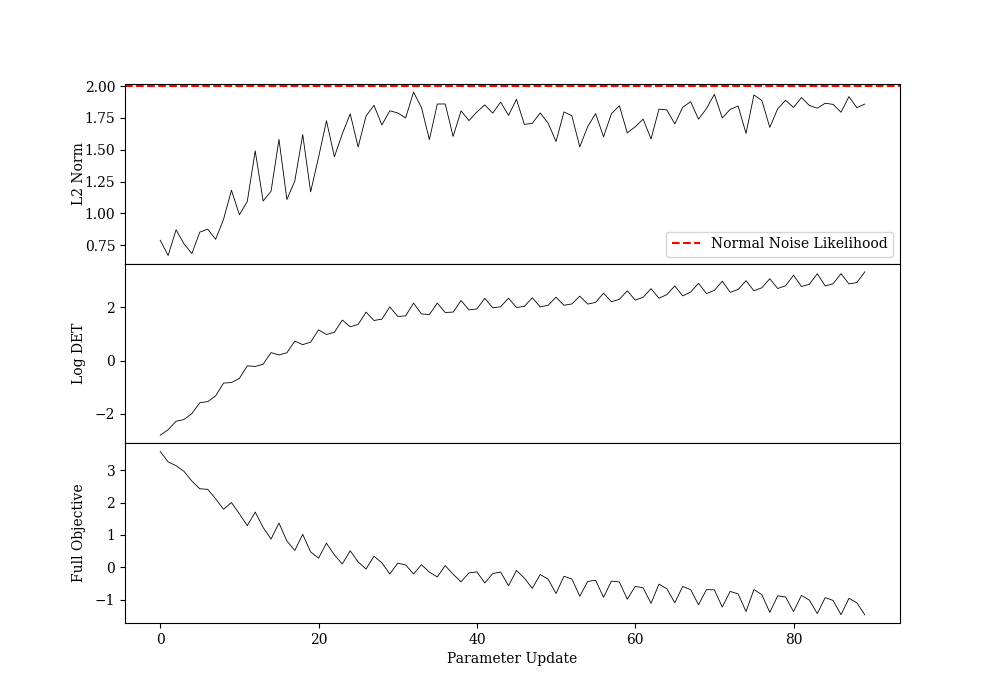 2.00
1.75
1.50
1.25
1.00
0.75
L2 Norm
Normal Noise Likelihood
2
0
−2
Log DET
3
2
1
0
−1
Full Objective
0 20 40 60 80
Parameter Update